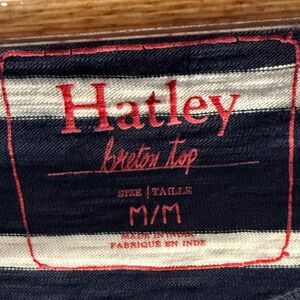 Hatley
breton top
SIZE | TAILLE
M/M
MADE IN INDIA
FABRIQUÉ EN INDE